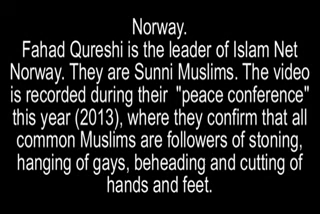 Norway.
Fahad Qureshi is the leader of Islam Net
Norway. They are Sunni Muslims. The video
is recorded during their "peace conference"
this year (2013), where they confirm that all
common Muslims are followers of stoning,
hanging of gays, beheading and cutting of
hands and feet.